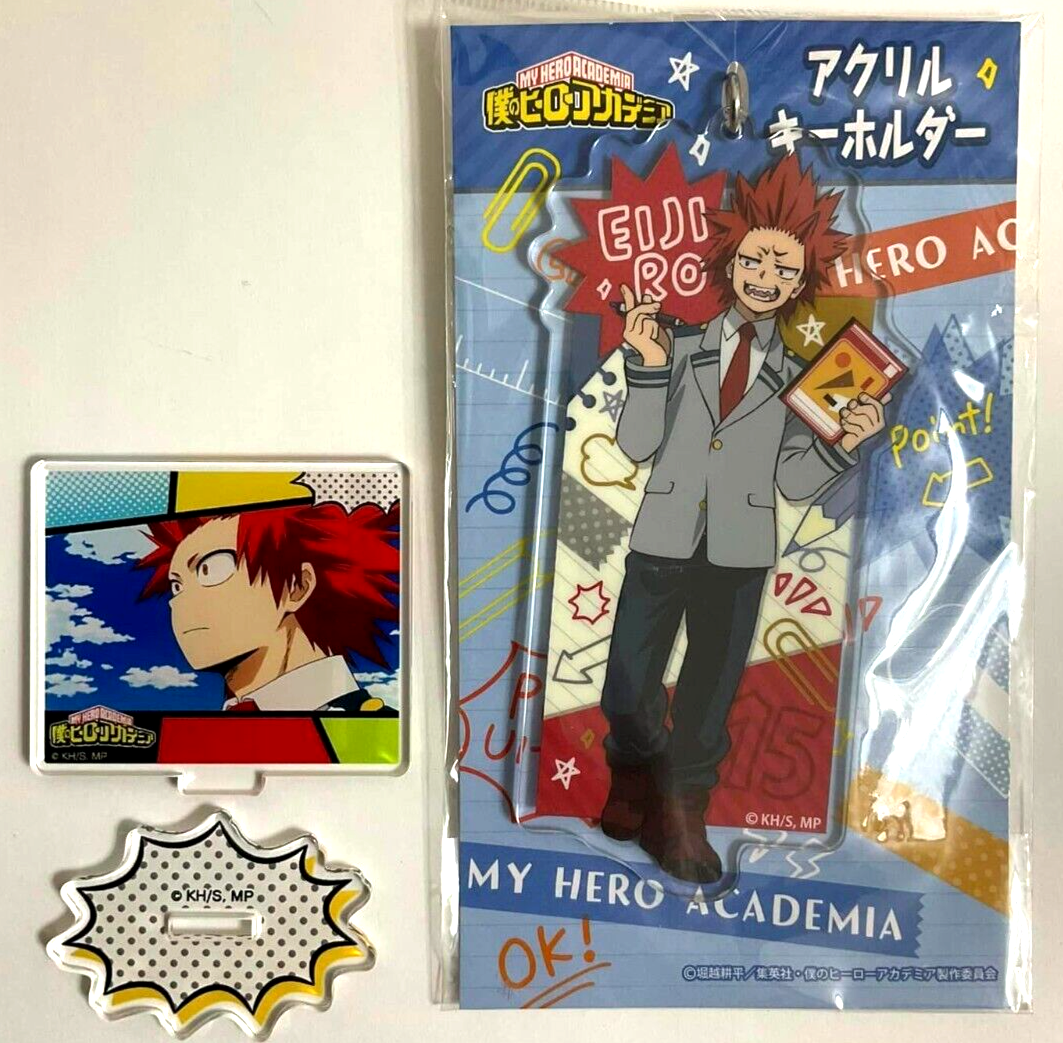 MY HERO ACADEMIA
僕のヒーローアカデミア
アクリル
キーホルダー
EIJI
RO
HERO AC
Point!
15
© KH/S, MP
MY HERO ACADEMIA
OK!
©堀越耕平/集英社・僕のヒーローアカデミア製作委員会
MY HERO ACADEMIA
僕のヒーローアカデミア
© KH/S, MP
© KH/S, MP